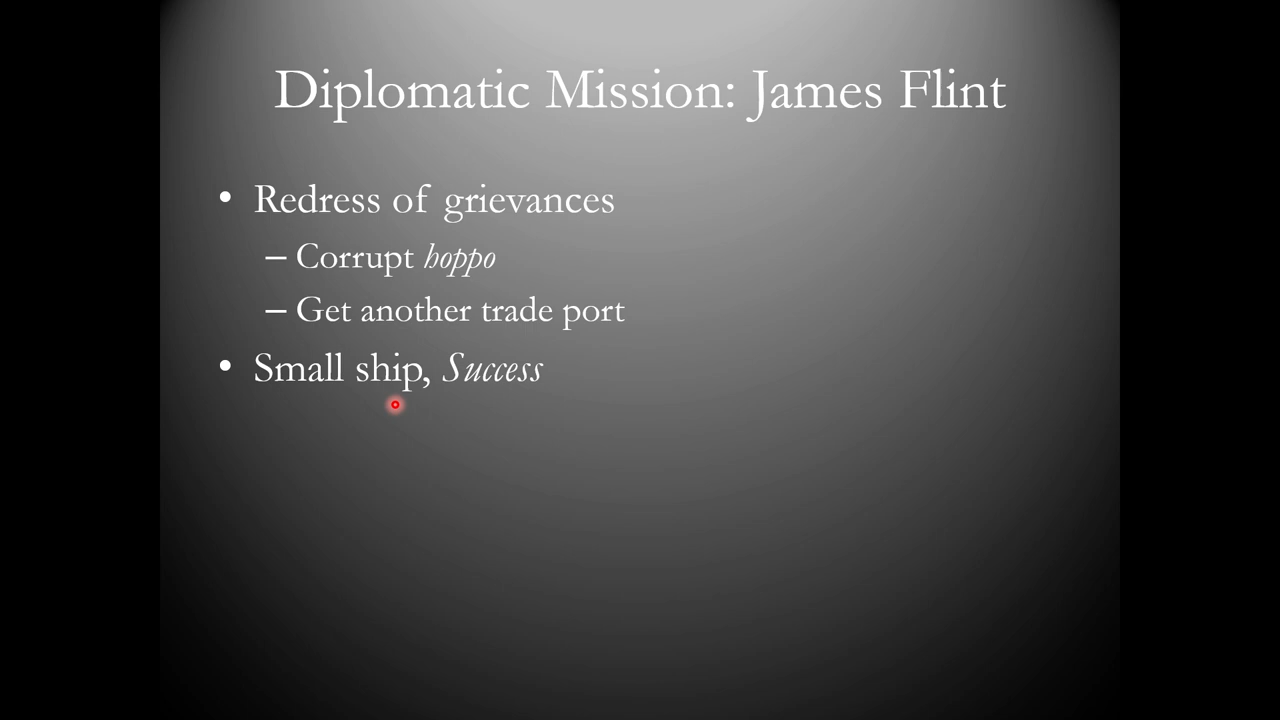 Diplomatic Mission: James Flint
• Redress of grievances
– Corrupt hoppo
– Get another trade port
• Small ship, Success